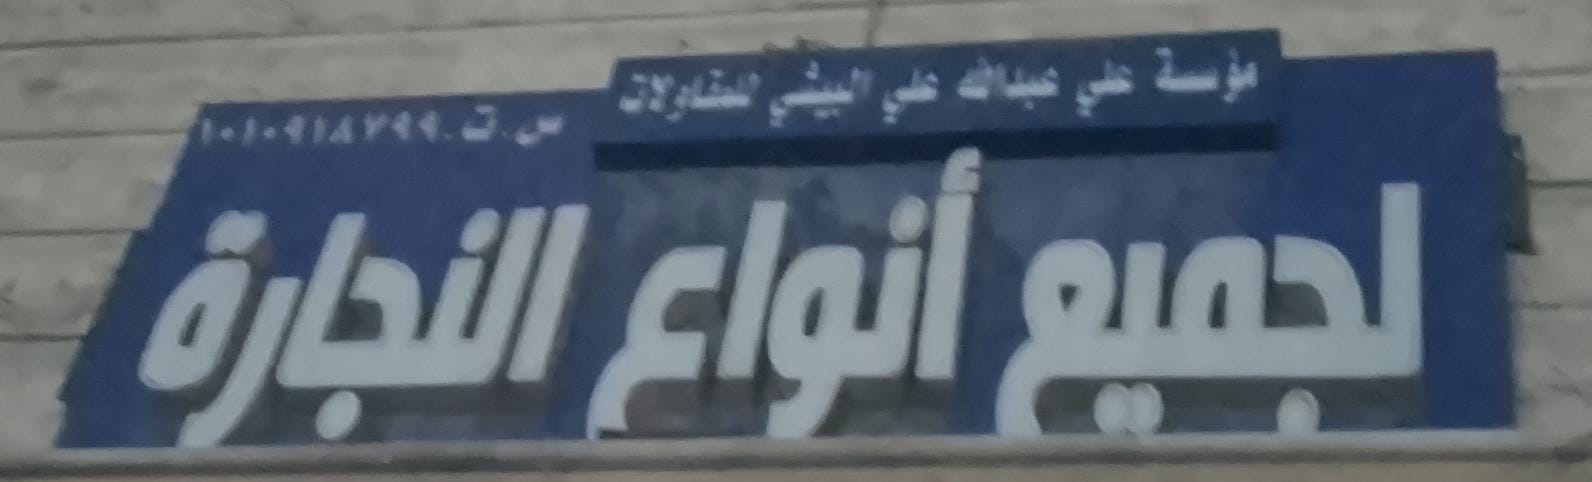 مؤسسة علي عبدالله علي البيشي للمقاولات
س.ت.١٠١٠٩١٨٧٩٩
لجميع أنواع النجارة